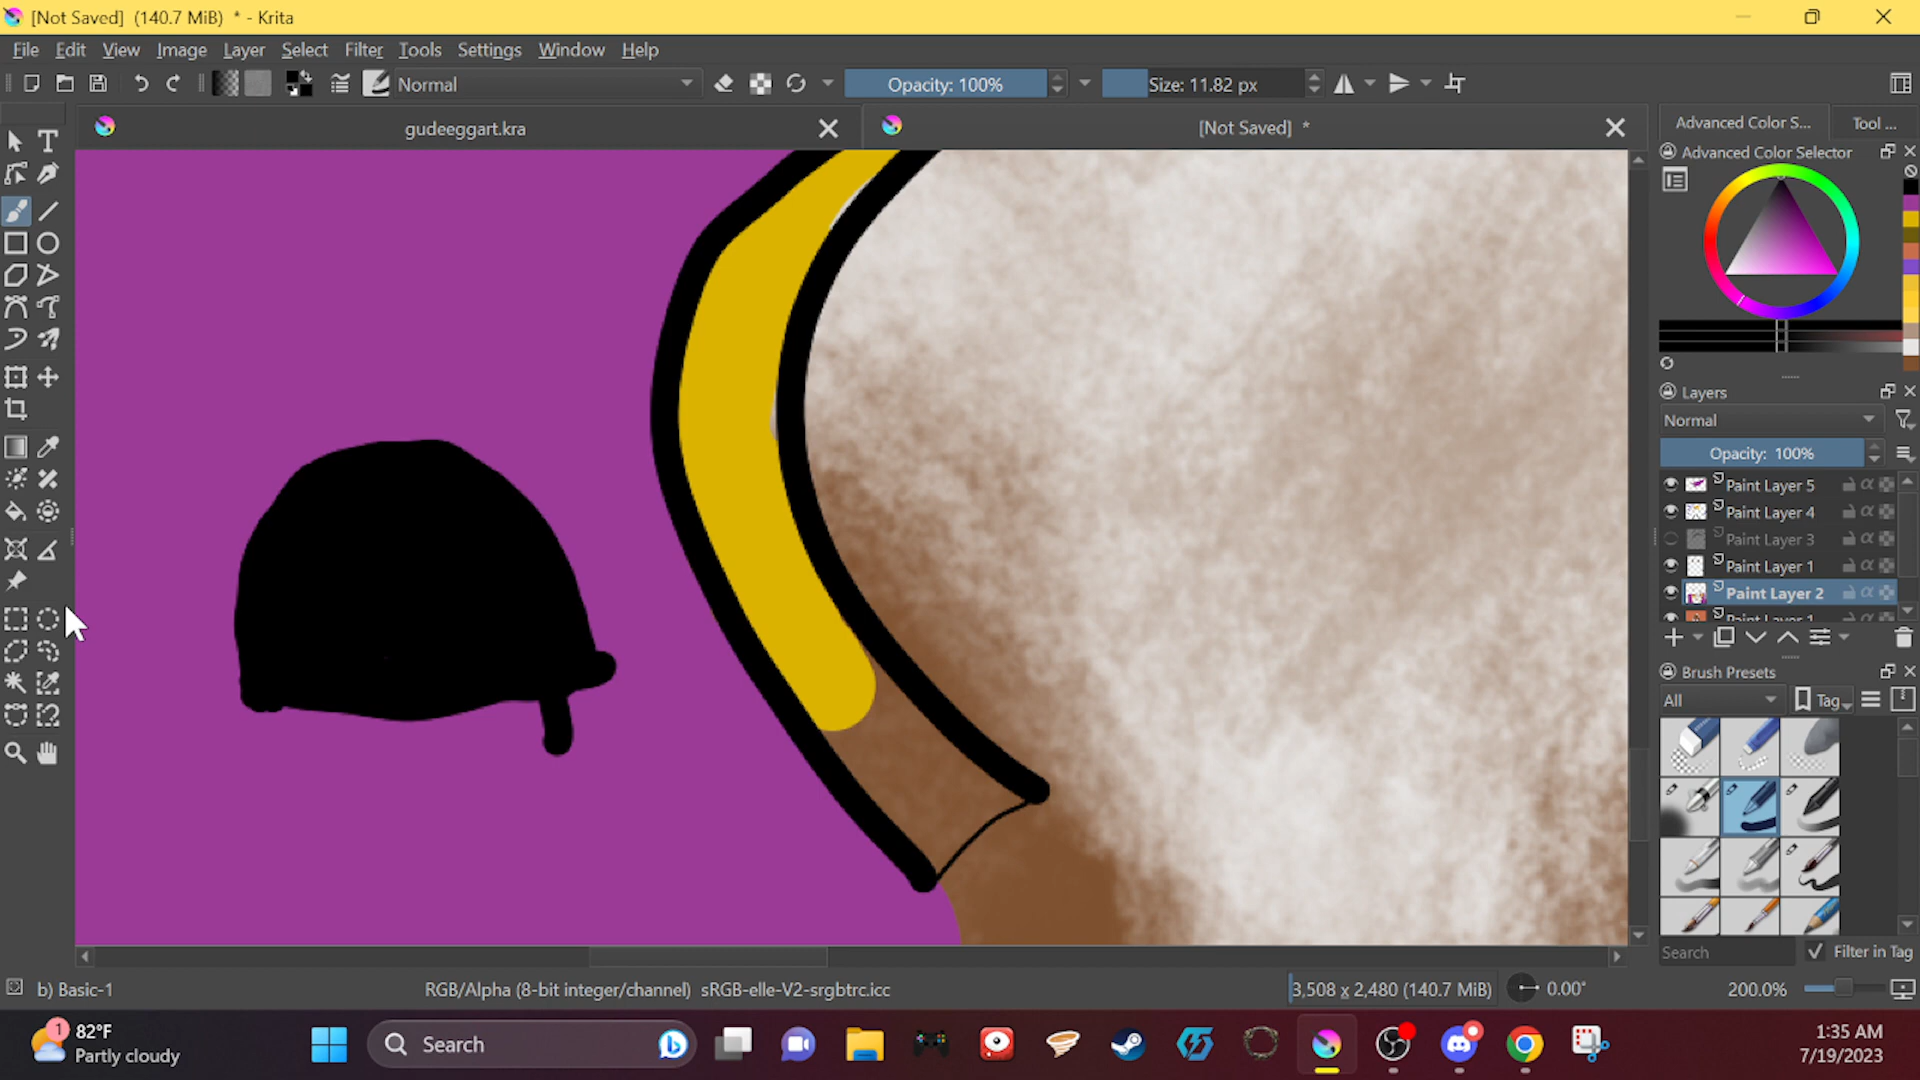 [Not Saved] (140.7 MiB) * - Krita
File Edit View Image Layer Select Filter Tools Settings Window Help
Normal Opacity: 100% Size: 11.82 px
gudeeggart.kra [Not Saved] * Advanced Color S... Tool ...
Advanced Color Selector
Layers
Normal
Opacity: 100%
Paint Layer 5
Paint Layer 4
Paint Layer 3
Paint Layer 1
Paint Layer 2
Paint Layer 1
Brush Presets
All Tag
Search Filter in Tag
b) Basic-1 RGB/Alpha (8-bit integer/channel) sRGB-elle-V2-srgbtrc.icc 3,508 x 2,480 (140.7 MiB) 0.00° 200.0%
1 82°F
Partly cloudy
Search
1:35 AM
7/19/2023